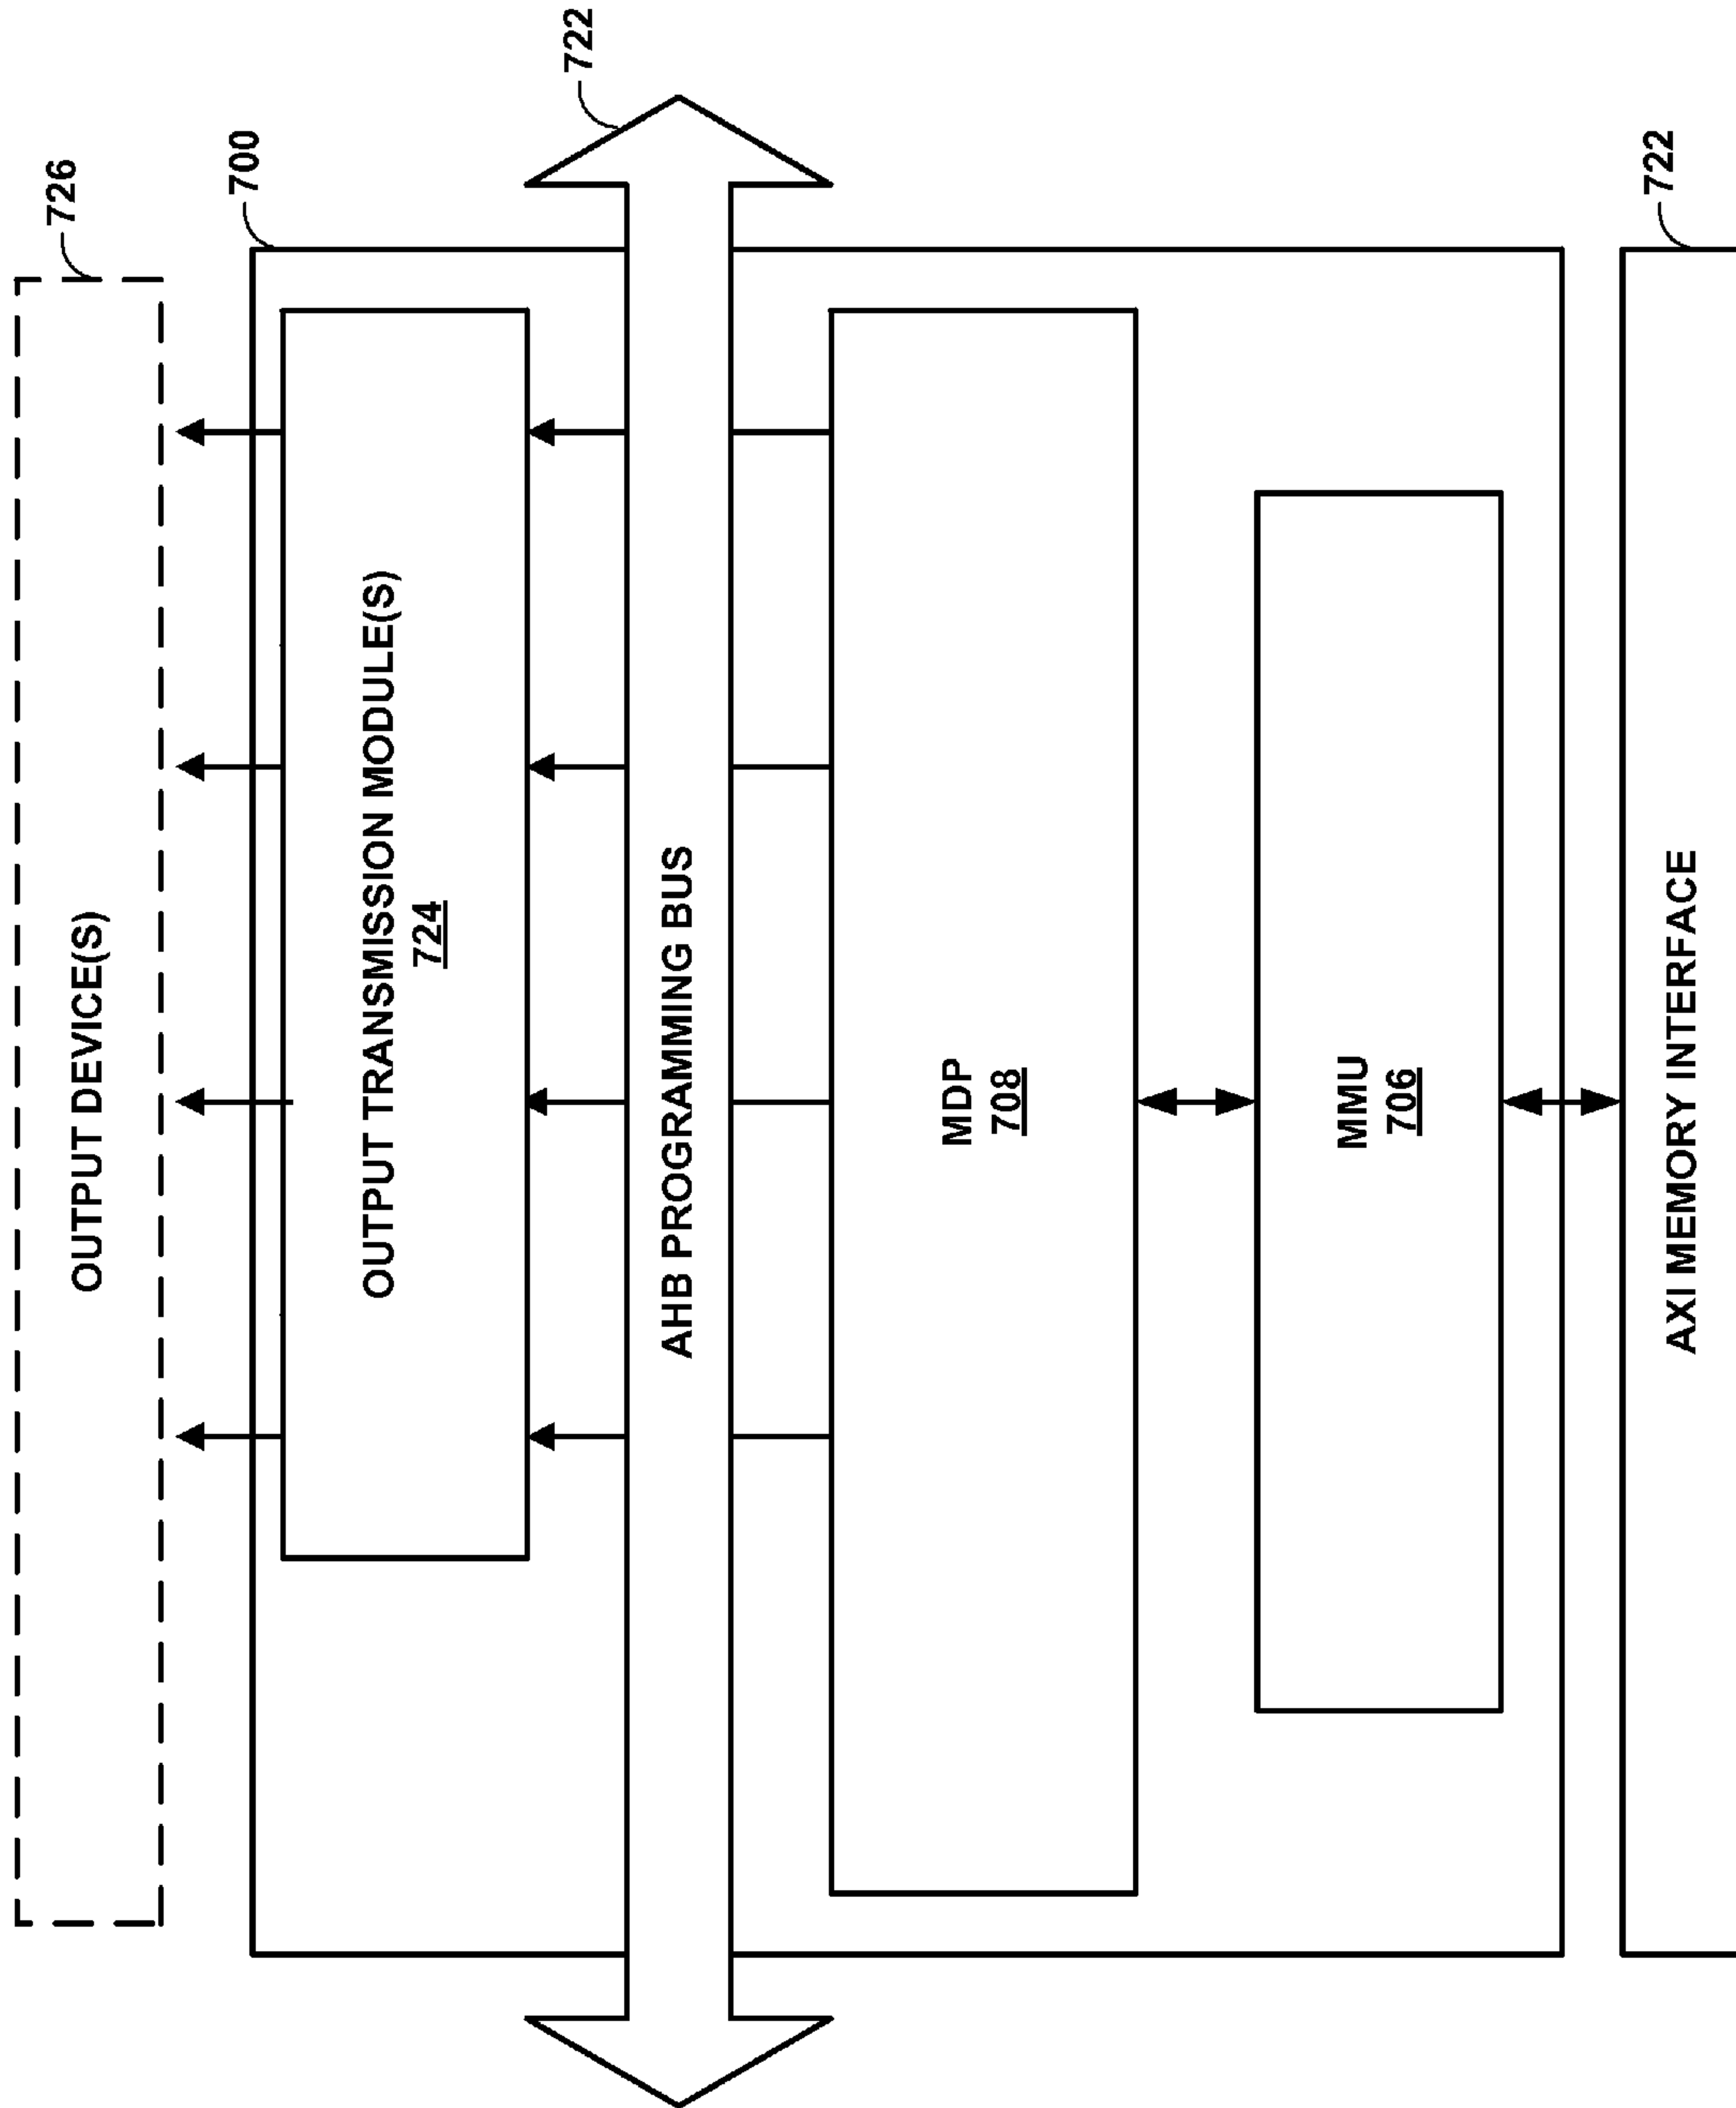 726
OUTPUT DEVICE(S)
700
OUTPUT TRANSMISSION MODULE(S)
724
722
AHB PROGRAMMING BUS
MDP
708
MMU
706
722
AXI MEMORY INTERFACE